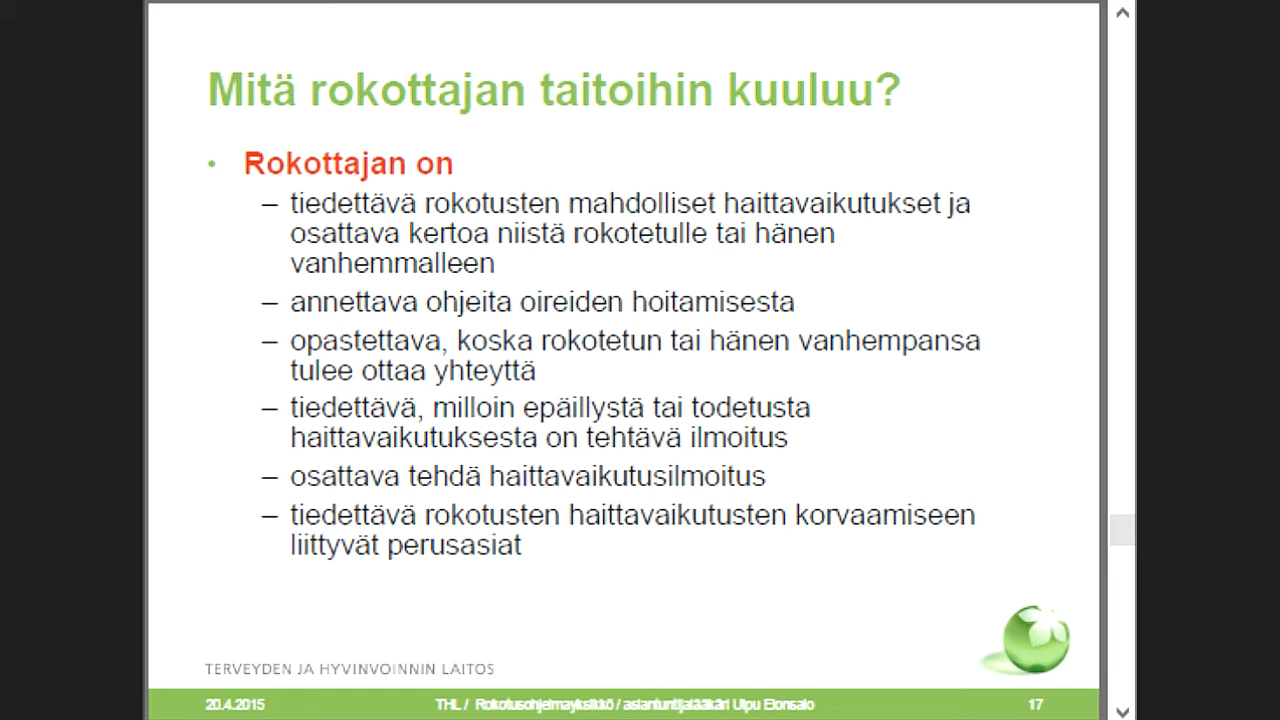 Mitä rokottajan taitoihin kuuluu?
• Rokottajan on
– tiedettävä rokotusten mahdolliset haittavaikutukset ja
osattava kertoa niistä rokotetulle tai hänen
vanhemmalleen
– annettava ohjeita oireiden hoitamisesta
– opastettava, koska rokotetun tai hänen vanhempansa
tulee ottaa yhteyttä
– tiedettävä, milloin epäillystä tai todetusta
haittavaikutuksesta on tehtävä ilmoitus
– osattava tehdä haittavaikutusilmoitus
– tiedettävä rokotusten haittavaikutusten korvaamiseen
liittyvät perusasiat
TERVEYDEN JA HYVINVOINNIN LAITOS
20.4.2015 THL / Rokotusohjelmayksikkö / asiantuntijalääkäri Ulpu Elonsalo 17